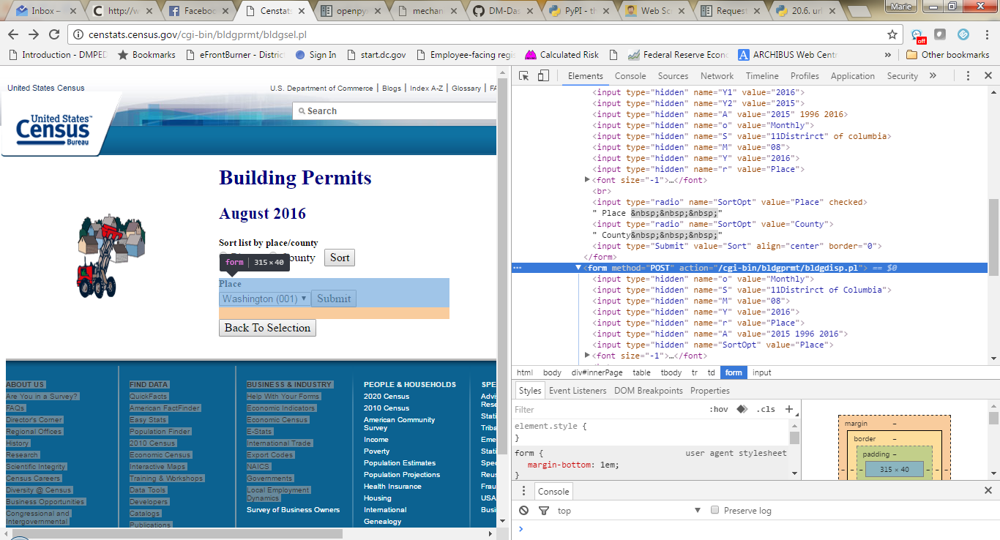 Inbox –
http://w
Facebook
Censtats
openpyx
mechan
DM-Das
PyPI - th
Web Scr
Request
20.6. url
Marie
censtats.census.gov/cgi-bin/bldgprmt/bldgsel.pl
off
Introduction - DMPED
Bookmarks
eFrontBurner - District
Sign In
start.dc.gov
Employee-facing regi
Calculated Risk
Federal Reserve Econ
ARCHIBUS Web Centr
»
Other bookmarks
United States Census
U.S. Department of Commerce | Blogs | Index A-Z | Glossary | FA
Search
United States™
Census
Bureau
Building Permits
August 2016
Sort list by place/county
County
Sort
form | 315 × 40
Place
Washington (001)
Submit
Back To Selection
ABOUT US
Are You in a Survey?
FAQs
Director's Corner
Regional Offices
History
Research
Scientific Integrity
Census Careers
Diversity @ Census
Business Opportunities
Congressional and
Intergovernmental
FIND DATA
QuickFacts
American FactFinder
Easy Stats
Population Finder
2010 Census
Economic Census
Interactive Maps
Training & Workshops
Data Tools
Developers
Catalogs
Publications
BUSINESS & INDUSTRY
Help With Your Forms
Economic Indicators
Economic Census
E-Stats
International Trade
Export Codes
NAICS
Governments
Local Employment
Dynamics
Survey of Business Owners
PEOPLE & HOUSEHOLDS
2020 Census
2010 Census
American Community
Survey
Income
Poverty
Population Estimates
Population Projections
Health Insurance
Housing
International
Genealogy
SPE
Advi
Rese
Stati
Triba
Eme
Stati
Spec
Reus
Frau
USA
Busi
Elements Console Sources Network Timeline Profiles Application Security »
<input type="hidden" name="Y1" value="2016">
<input type="hidden" name="Y2" value="2015">
<input type="hidden" name="A" value="2015" 1996 2016>
<input type="hidden" name="o" value="Monthly">
<input type="hidden" name="S" value="11Distrirct" of columbia>
<input type="hidden" name="M" value="08">
<input type="hidden" name="Y" value="2016">
<input type="hidden" name="r" value="Place">
<font size="-1">…</font>
<br>
<input type="radio" name="SortOpt" value="Place" checked>
" Place &nbsp;&nbsp;&nbsp;"
<input type="radio" name="SortOpt" value="County">
" County&nbsp;&nbsp;&nbsp;"
<input type="Submit" value="Sort" align="center" border="0">
</form>
<form method="POST" action="/cgi-bin/bldgprmt/bldgdisp.pl"> == $0
<input type="hidden" name="o" value="Monthly">
<input type="hidden" name="S" value="11Distrirct of Columbia">
<input type="hidden" name="M" value="08">
<input type="hidden" name="Y" value="2016">
<input type="hidden" name="r" value="Place">
<input type="hidden" name="A" value="2015 1996 2016">
<input type="hidden" name="SortOpt" value="Place">
<font size="-1">…</font>
html body div#innerPage table tbody tr td form input
Styles Event Listeners DOM Breakpoints Properties
Filter
:hov
.cls
+
element.style {
}
form {
user agent stylesheet
margin-bottom: 1em;
}
margin –
border –
padding –
315 × 40
Console
top
Preserve log